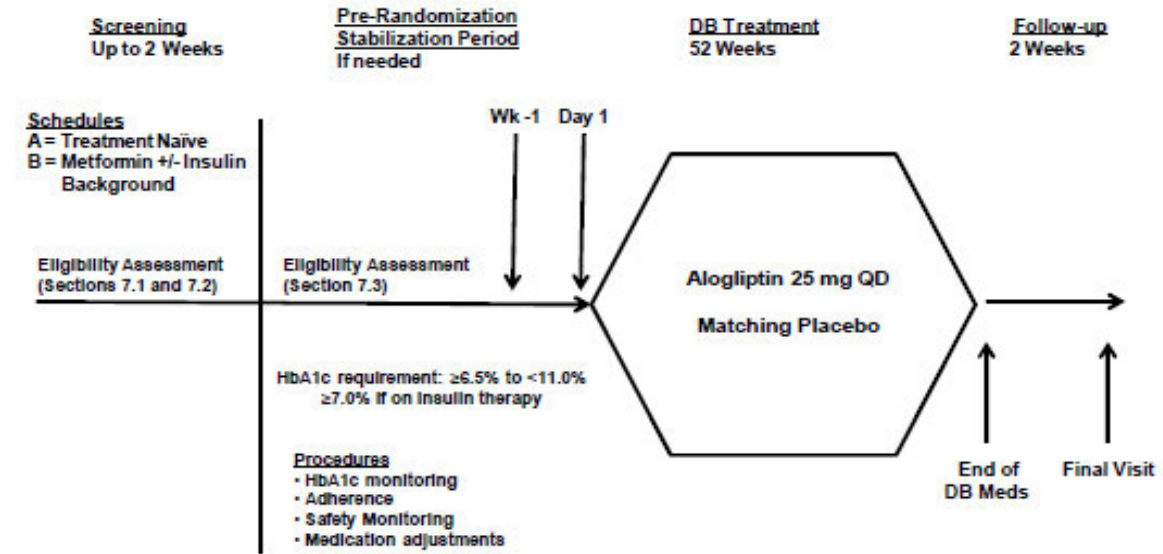 Screening
Up to 2 Weeks
Pre-Randomization
Stabilization Period
If needed
DB Treatment
52 Weeks
Follow-up
2 Weeks
Schedules
A = Treatment Naïve
B = Metformin +/- Insulin
Background
Wk -1
Day 1
Eligibility Assessment
(Sections 7.1 and 7.2)
Eligibility Assessment
(Section 7.3)
Alogliptin 25 mg QD
Matching Placebo
HbA1c requirement: ≥6.5% to <11.0%
≥7.0% if on insulin therapy
Procedures
• HbA1c monitoring
• Adherence
• Safety Monitoring
• Medication adjustments
End of
DB Meds
Final Visit